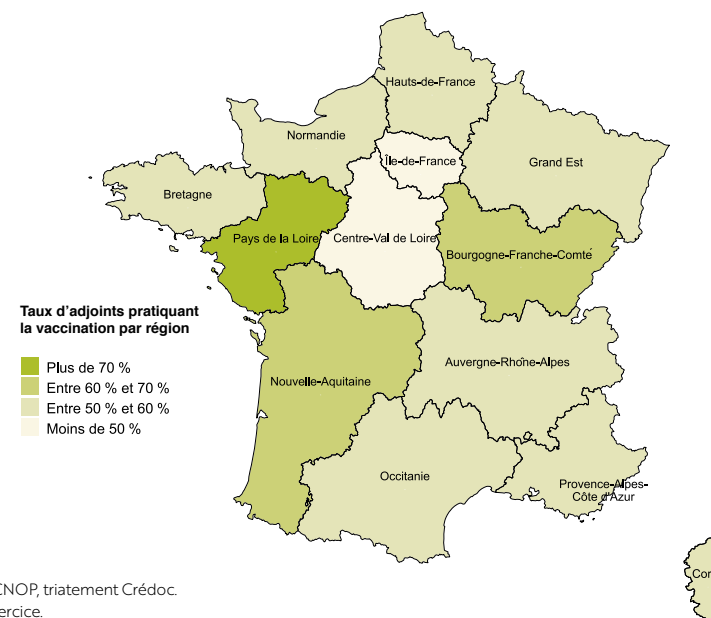 Hauts-de-France
Normandie
Île-de-France
Grand Est
Bretagne
Pays de la Loire
Centre-Val de Loire
Bourgogne-Franche-Comté
Taux d'adjoints pratiquant
la vaccination par région
Plus de 70 %
Entre 60 % et 70 %
Entre 50 % et 60 %
Moins de 50 %
Auvergne-Rhône-Alpes
Nouvelle-Aquitaine
Occitanie
Provence-Alpes-
Côte d'Azur
CNOP, triatement Crédoc.